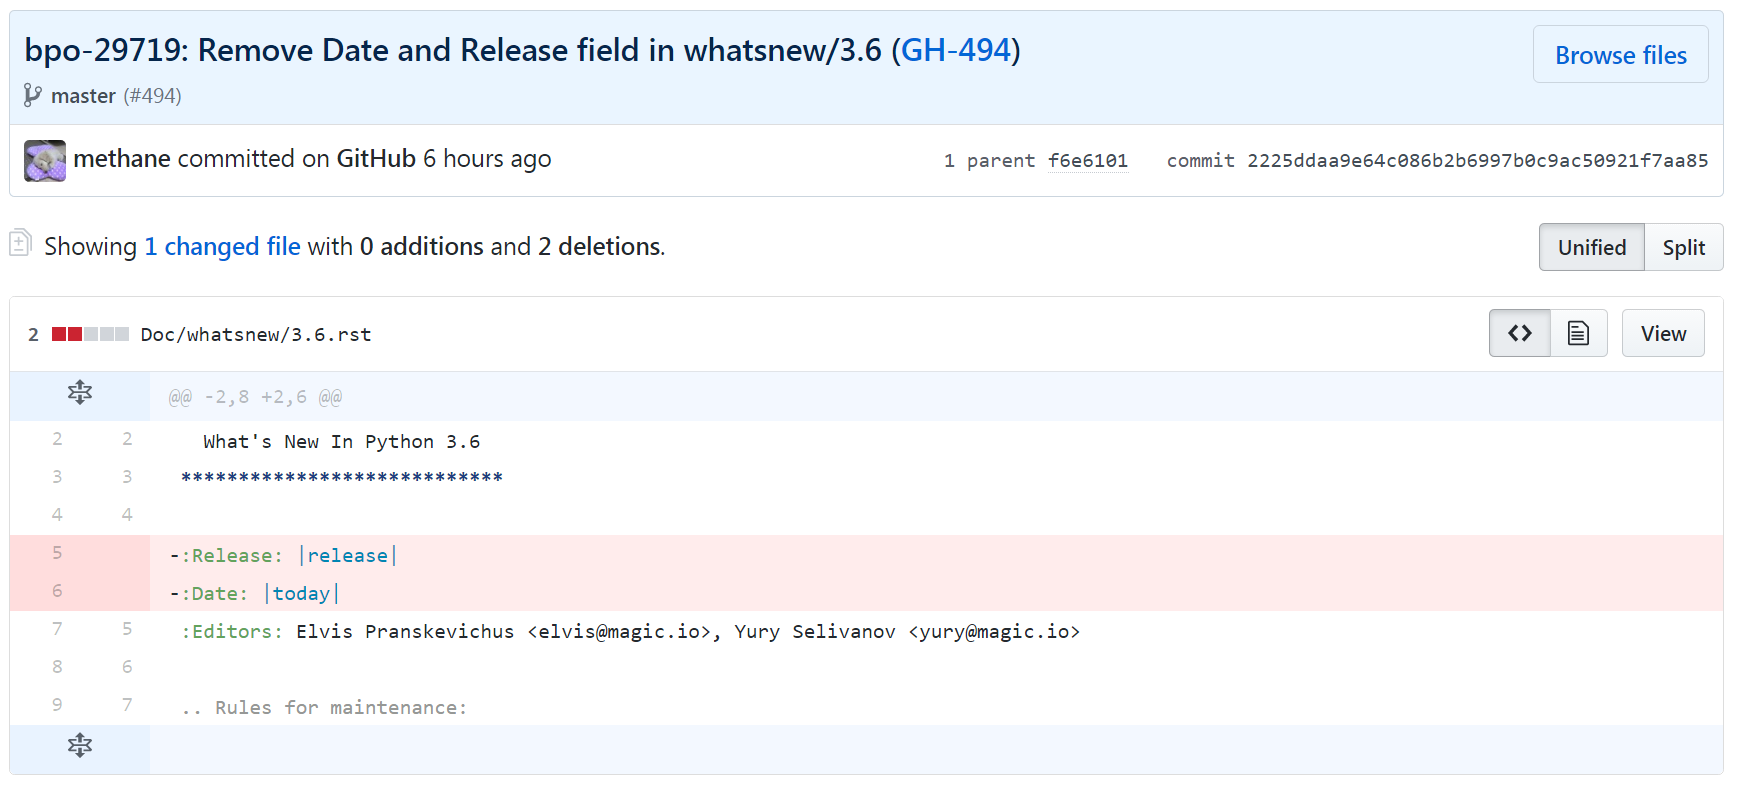 bpo-29719: Remove Date and Release field in whatsnew/3.6 (GH-494)
Browse files
master (#494)
methane committed on GitHub 6 hours ago
1 parent f6e6101 commit 2225ddaa9e64c086b2b6997b0c9ac50921f7aa85
Showing 1 changed file with 0 additions and 2 deletions.
Unified Split
2 Doc/whatsnew/3.6.rst
View
@@ -2,8 +2,6 @@
2 2 What's New In Python 3.6
3 3 ****************************
4 4
5 -:Release: |release|
6 -:Date: |today|
7 5 :Editors: Elvis Pranskevichus <elvis@magic.io>, Yury Selivanov <yury@magic.io>
8 6
9 7 .. Rules for maintenance: